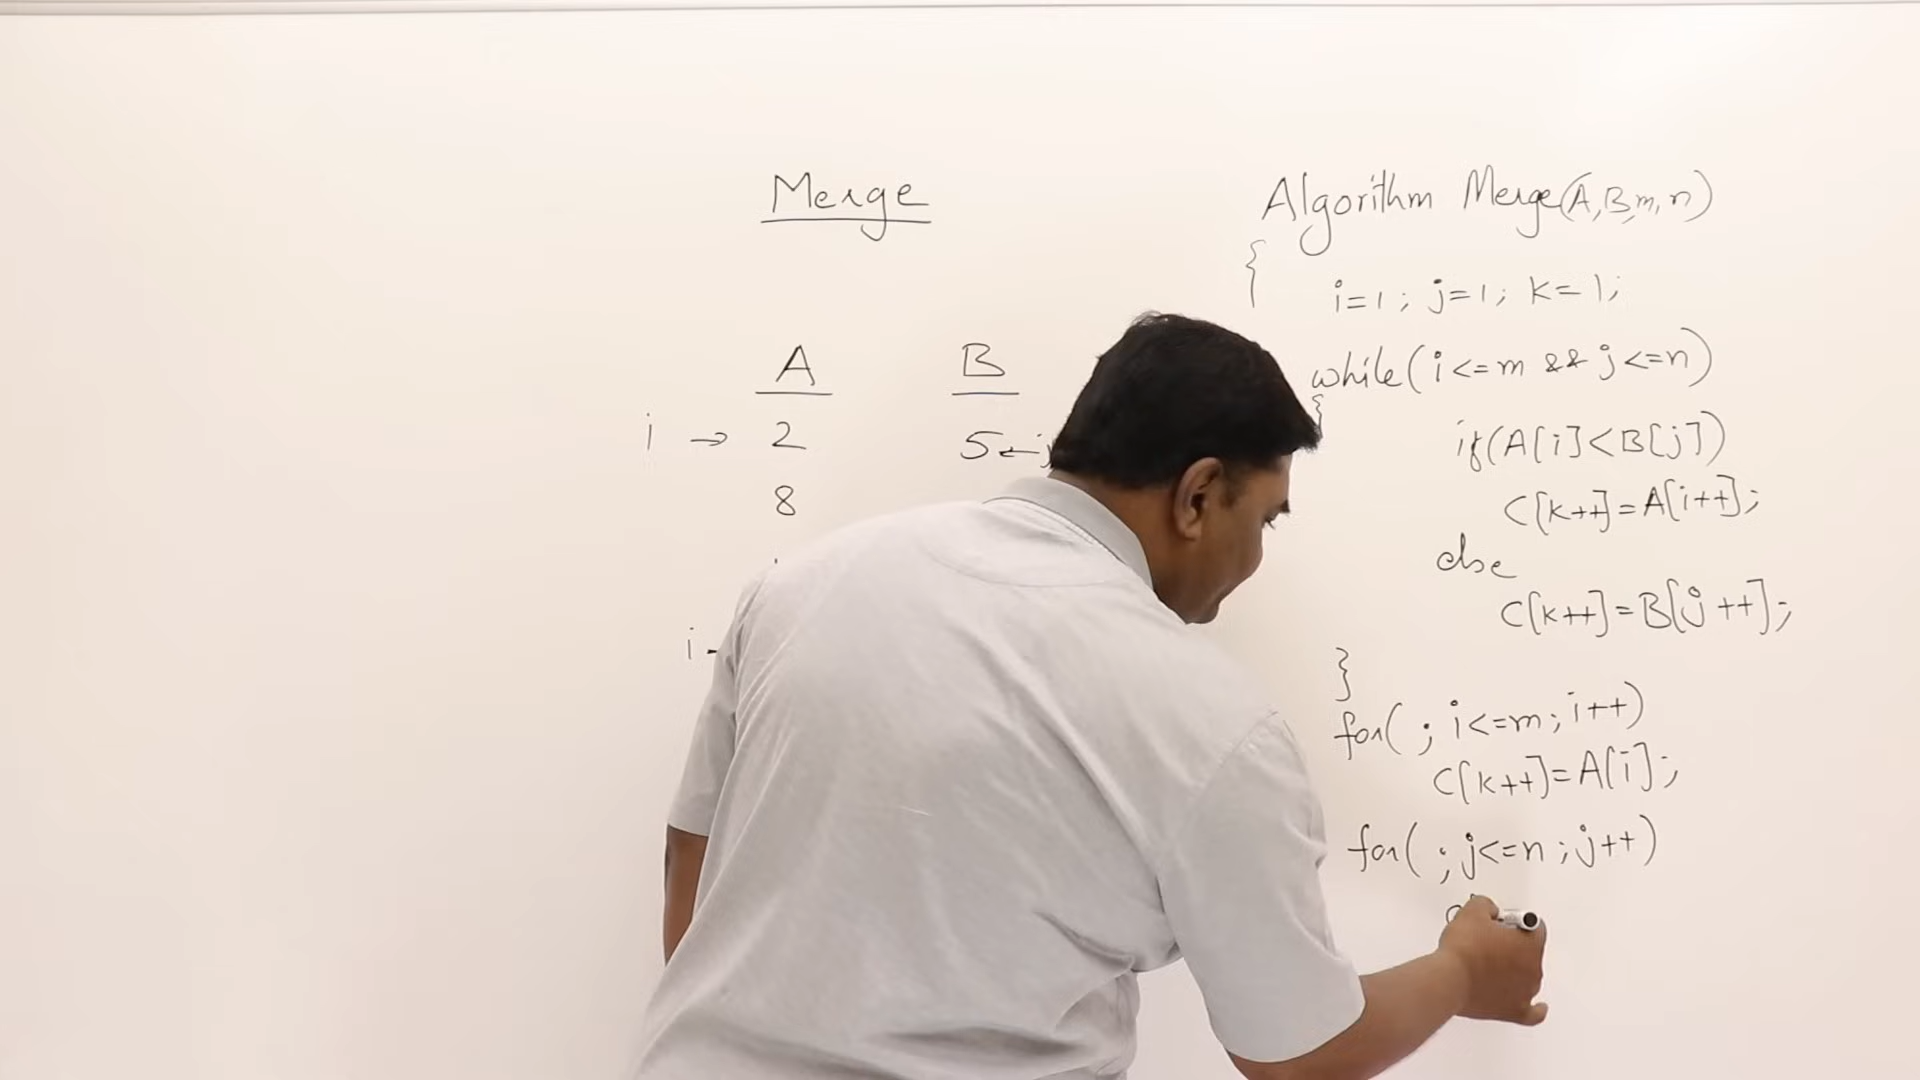 Merge
A B
i → 2 5 ←
8
i
Algorithm Merge(A,B,m,n)
{
i=1; j=1; k=1;
while(i<=m && j<=n)
{
if(A[i]<B[j])
C[k++]=A[i++];
else
C[k++]=B[j++];
}
for( ; i<=m; i++)
C[k++]=A[i];
for( ; j<=n; j++)